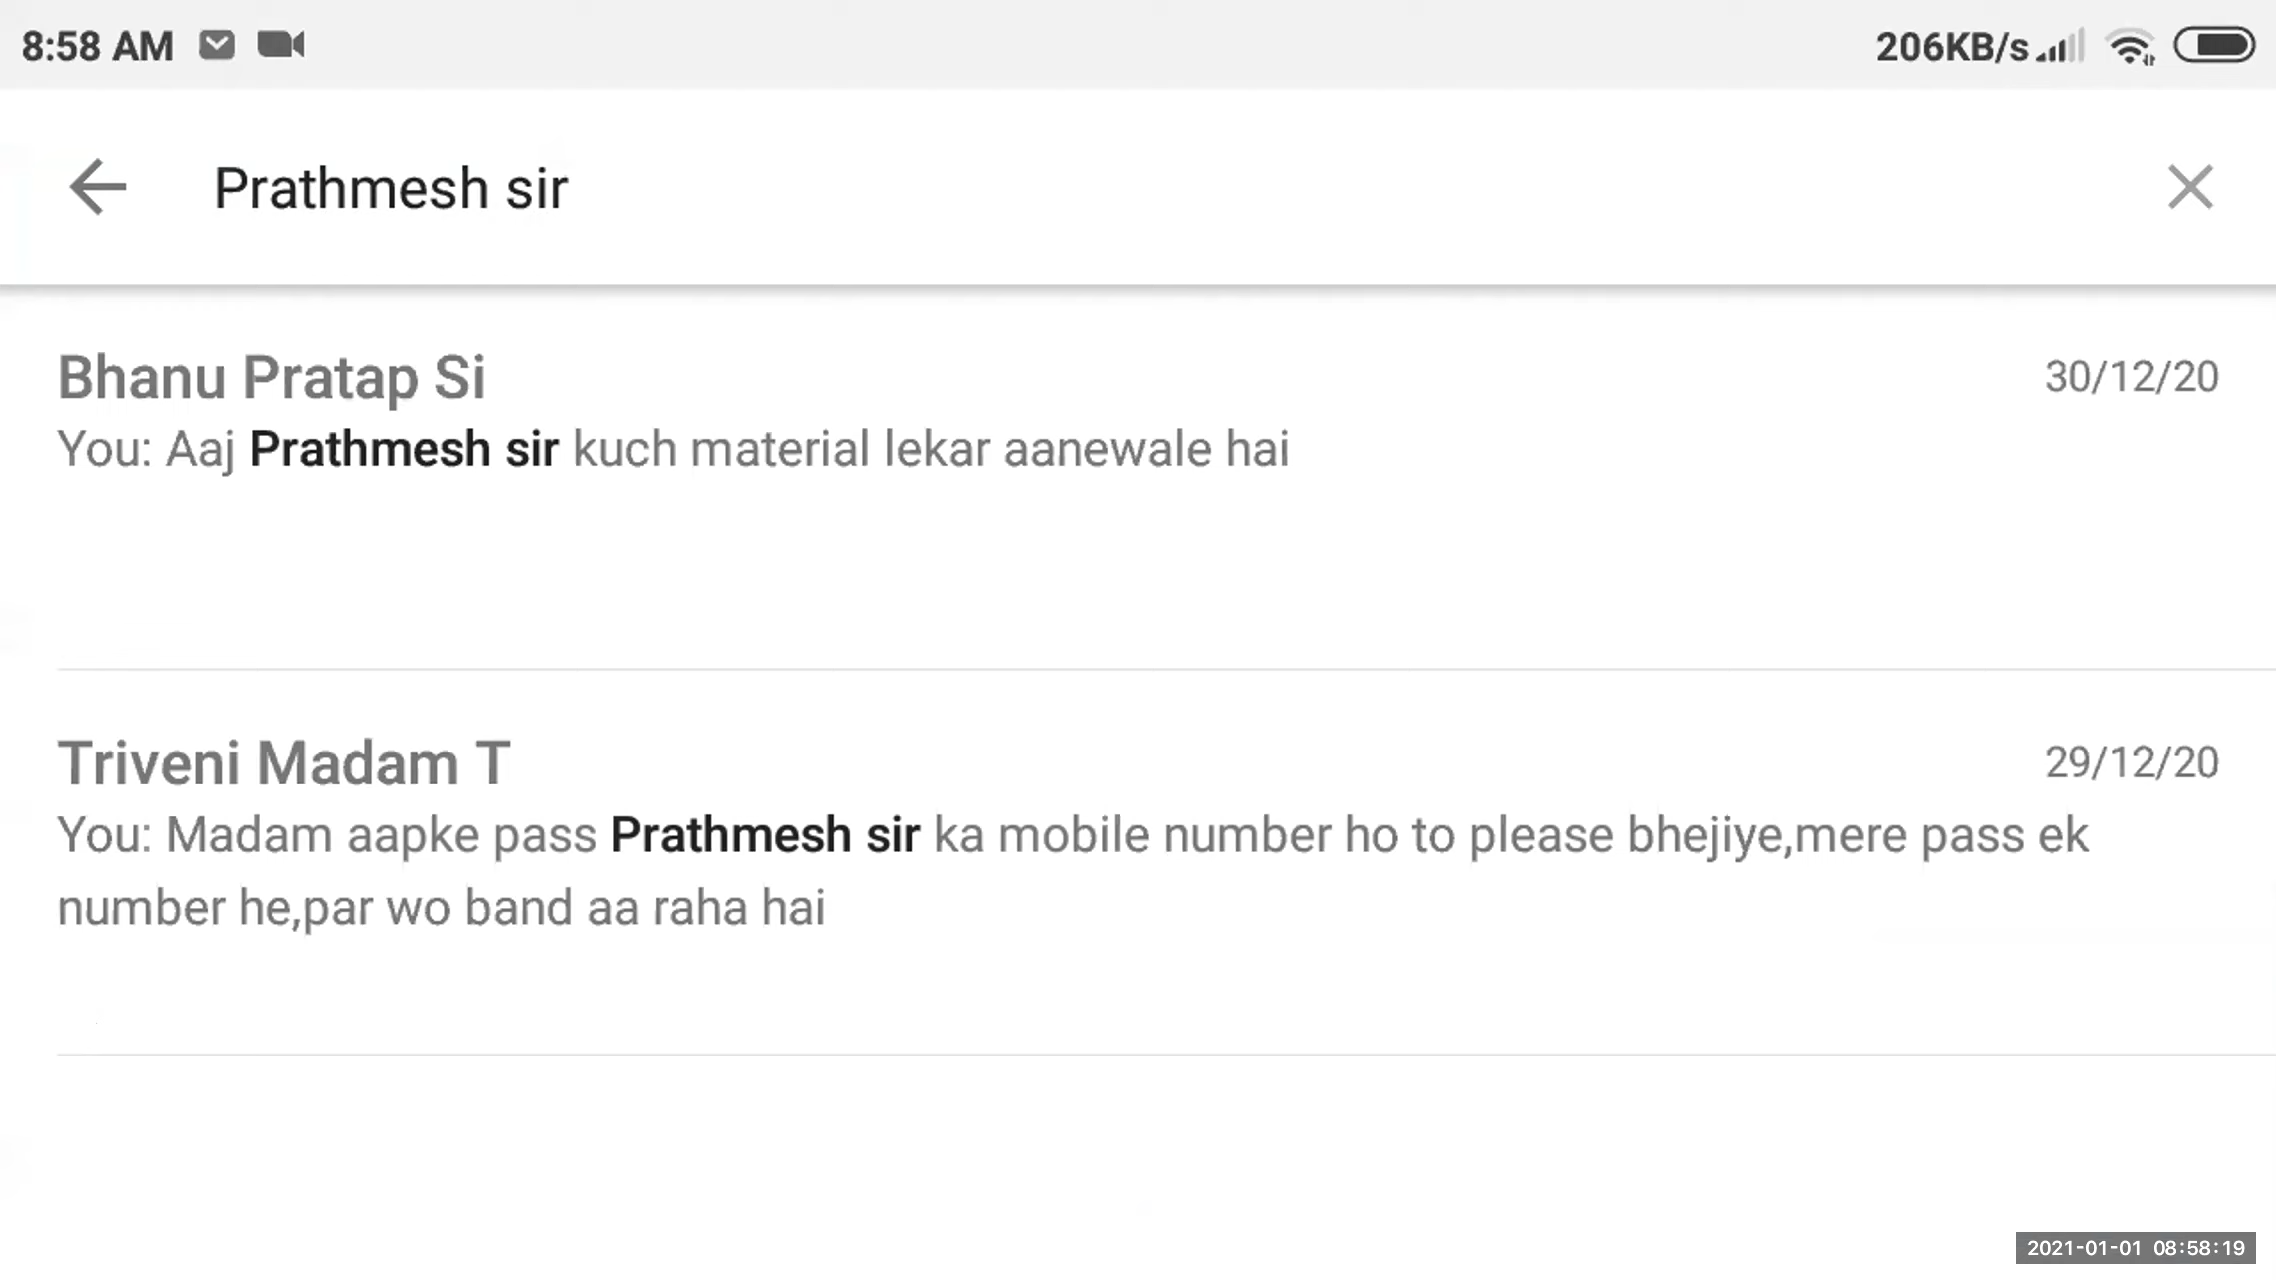 8:58 AM
206KB/s
Prathmesh sir
Bhanu Pratap Si
30/12/20
You: Aaj Prathmesh sir kuch material lekar aanewale hai
Triveni Madam T
29/12/20
You: Madam aapke pass Prathmesh sir ka mobile number ho to please bhejiye,mere pass ek
number he,par wo band aa raha hai
2021-01-01 08:58:19